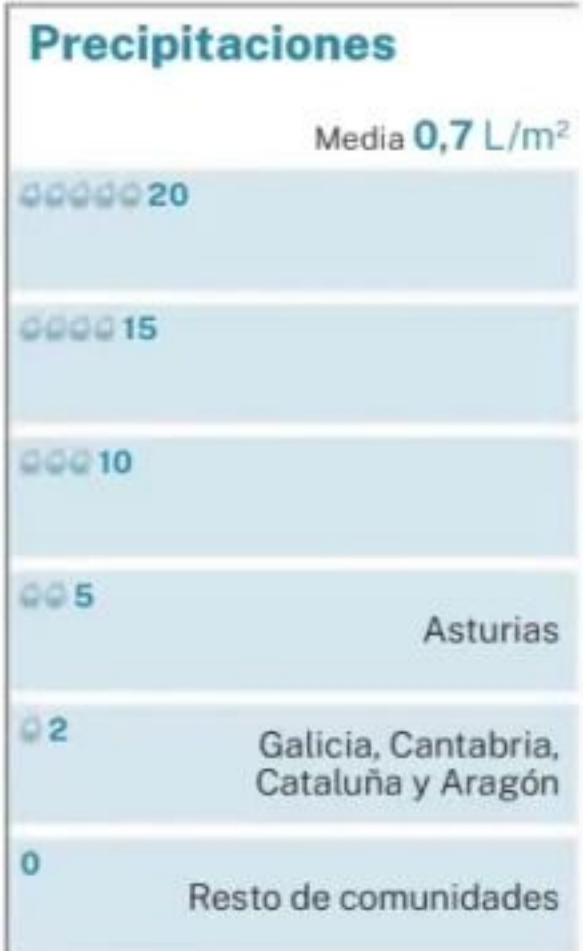 Precipitaciones
Media 0,7 L/m²
20
15
10
5
Asturias
2
Galicia, Cantabria,
Cataluña y Aragón
0
Resto de comunidades